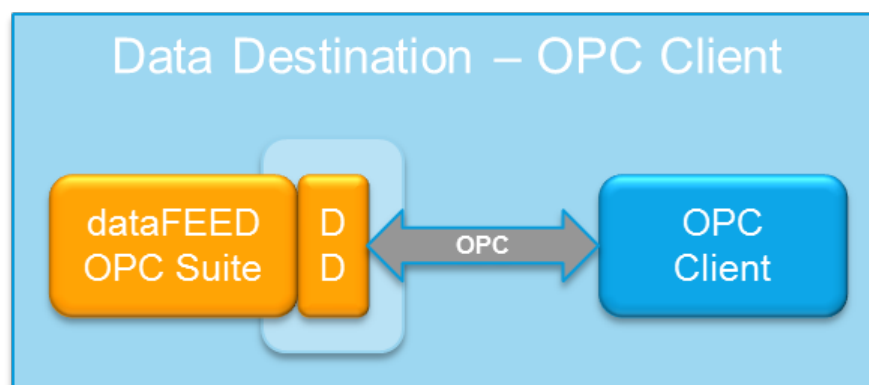 Data Destination – OPC Client
dataFEED
OPC Suite
D
D
OPC
OPC
Client